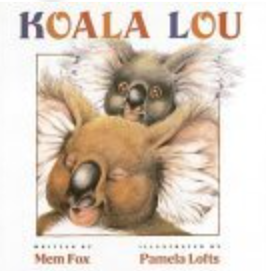 KOALA LOU
WRITTEN BY ILLUSTRATED BY
Mem Fox Pamela Lofts